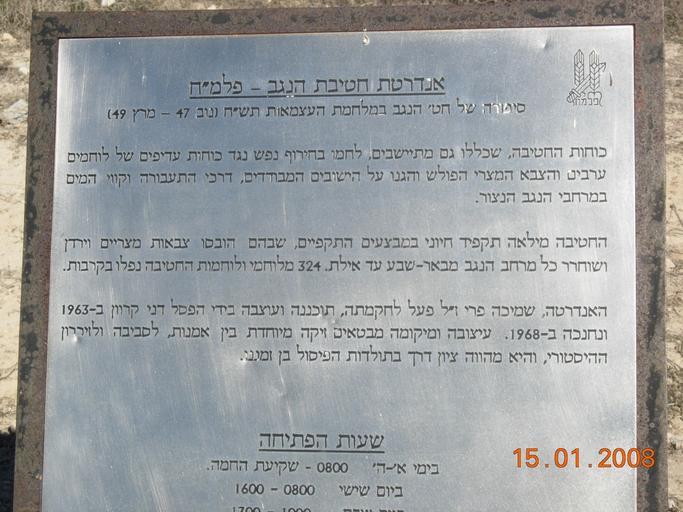 אנדרטת חטיבת הנגב – פלמ"ח
סיפורה של חט' הנגב במלחמת העצמאות תש"ח (נוב 47 – מרץ 49)
פלמ"ח
כוחות החטיבה, שכללו גם מתיישבים, לחמו בחירוף נפש נגד כוחות עדיפים של לוחמים
ערבים והצבא המצרי הפולש והגנו על הישובים המבודדים, דרכי התעבורה וקווי המים
במרחבי הנגב הנצור.
החטיבה מילאה תפקיד חיוני במבצעים התקפיים, שבהם הובסו צבאות מצריים וירדן
ושוחרר כל מרחב הנגב מבאר-שבע עד אילת. 324 מלוחמי ולוחמות החטיבה נפלו בקרבות.
האנדרטה, שמיכה פרי ז"ל פעל לחקמתה, תוכננה ועוצבה בידי הפסל דני קרוון ב-1963
ונחנכה ב-1968. עיצובה ומיקומה מבטאים זיקה מיוחדת בין אמנות, לסביבה ולזיכרון
ההיסטורי, והיא מהווה ציון דרך בתולדות הפיסול בן זמננו.
שעות הפתיחה
בימי א'-ה' 0800 - שקיעת החמה.
ביום שישי 0800 – 1600
15.01.2008